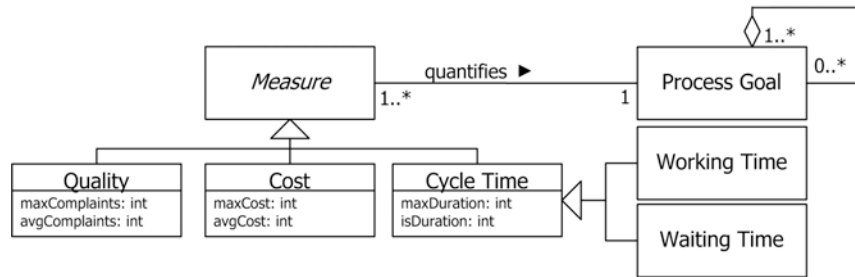 1..*
Measure
quantifies ►
Process Goal
0..*
1..*
1
Quality
maxComplaints: int
avgComplaints: int
Cost
maxCost: int
avgCost: int
Cycle Time
maxDuration: int
isDuration: int
Working Time
Waiting Time